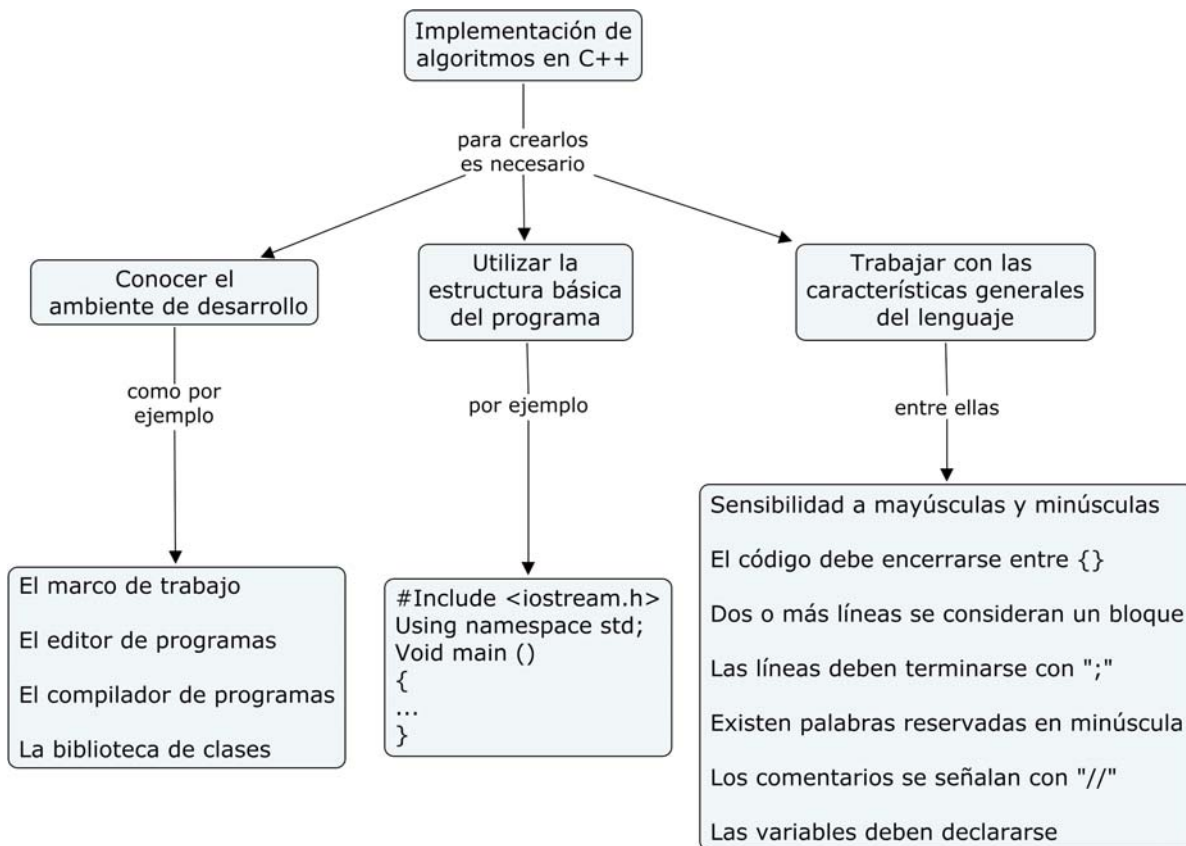 Implementación de
algoritmos en C++
para crearlos
es necesario
Conocer el
ambiente de desarrollo
Utilizar la
estructura básica
del programa
Trabajar con las
características generales
del lenguaje
como por
ejemplo
por ejemplo
entre ellas
El marco de trabajo
El editor de programas
El compilador de programas
La biblioteca de clases
#Include <iostream.h>
Using namespace std;
Void main ()
{
...
}
Sensibilidad a mayúsculas y minúsculas
El código debe encerrarse entre {}
Dos o más líneas se consideran un bloque
Las líneas deben terminarse con ";"
Existen palabras reservadas en minúscula
Los comentarios se señalan con "//"
Las variables deben declararse